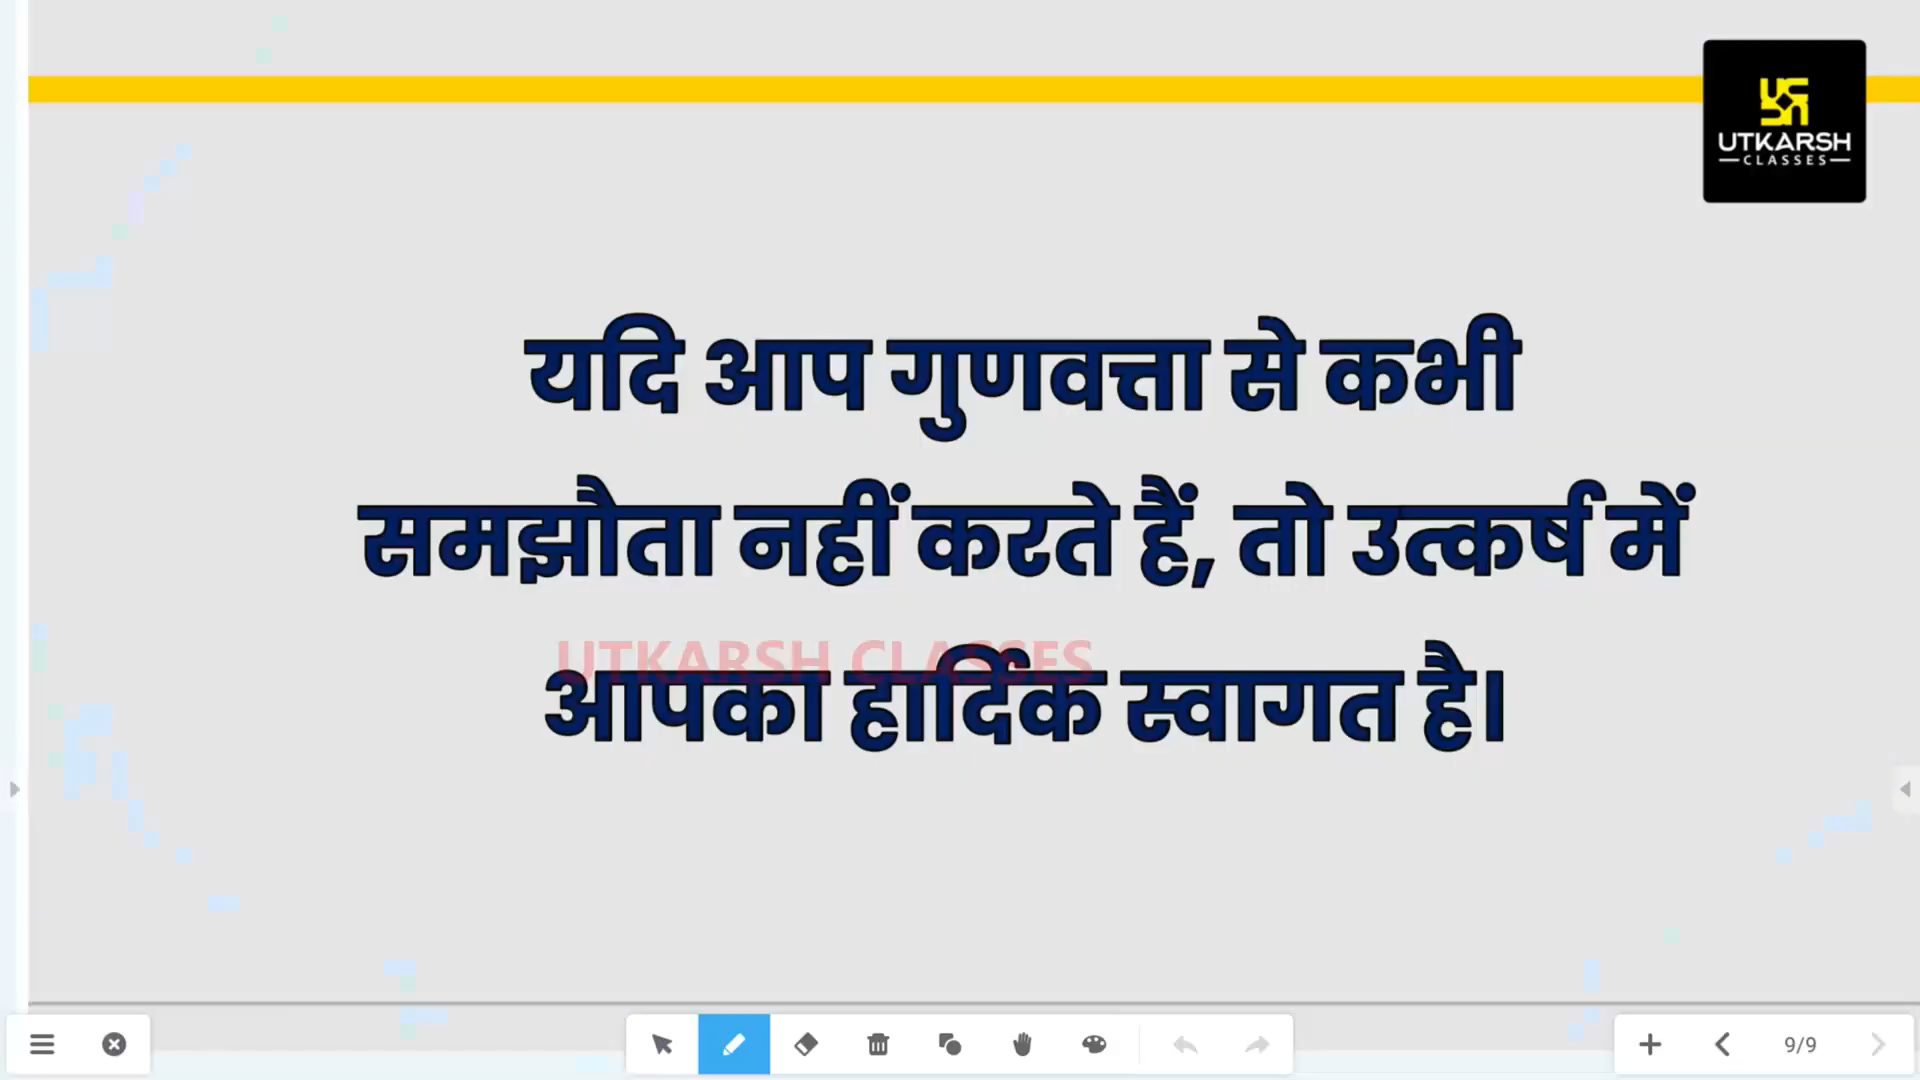 UTKARSH
CLASSES
यदि आप गुणवत्ता से कभी
समझौता नहीं करते हैं, तो उत्कर्ष में
UTKARSH CLASSES
आपका हार्दिक स्वागत है।
9/9